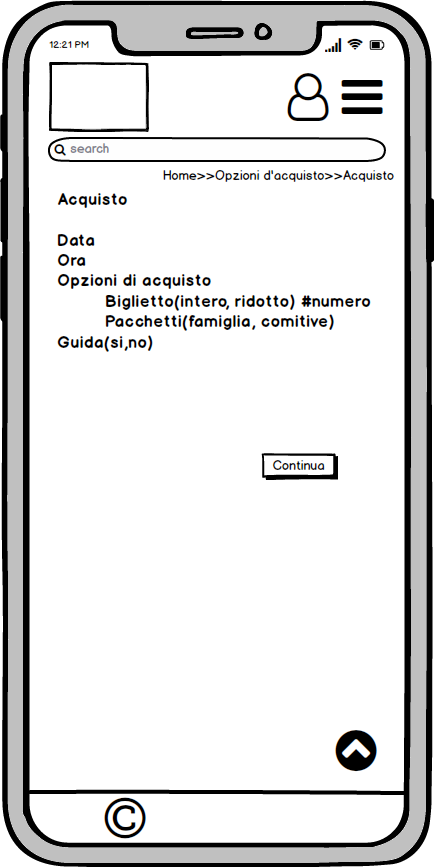 12:21 PM
search
Home>>Opzioni d'acquisto>>Acquisto
Acquisto
Data
Ora
Opzioni di acquisto
Biglietto(intero, ridotto) #numero
Pacchetti(famiglia, comitive)
Guida(si,no)
Continua
©